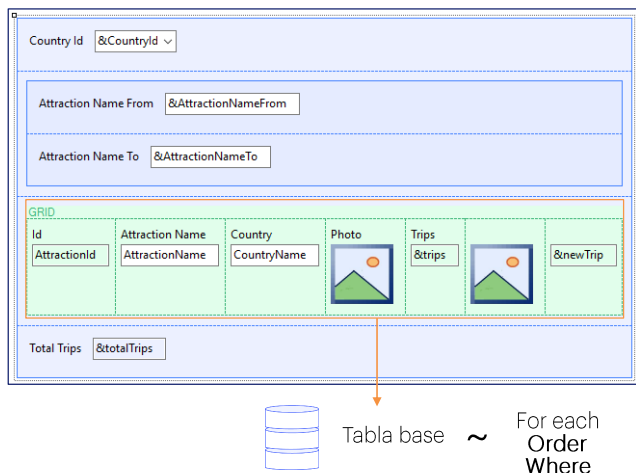 Country Id &CountryId
Attraction Name From &AttractionNameFrom
Attraction Name To &AttractionNameTo
GRID
Id Attraction Name Country Photo Trips
AttractionId AttractionName CountryName &trips &newTrip
Total Trips &totalTrips
Tabla base ~ For each
Order
Where